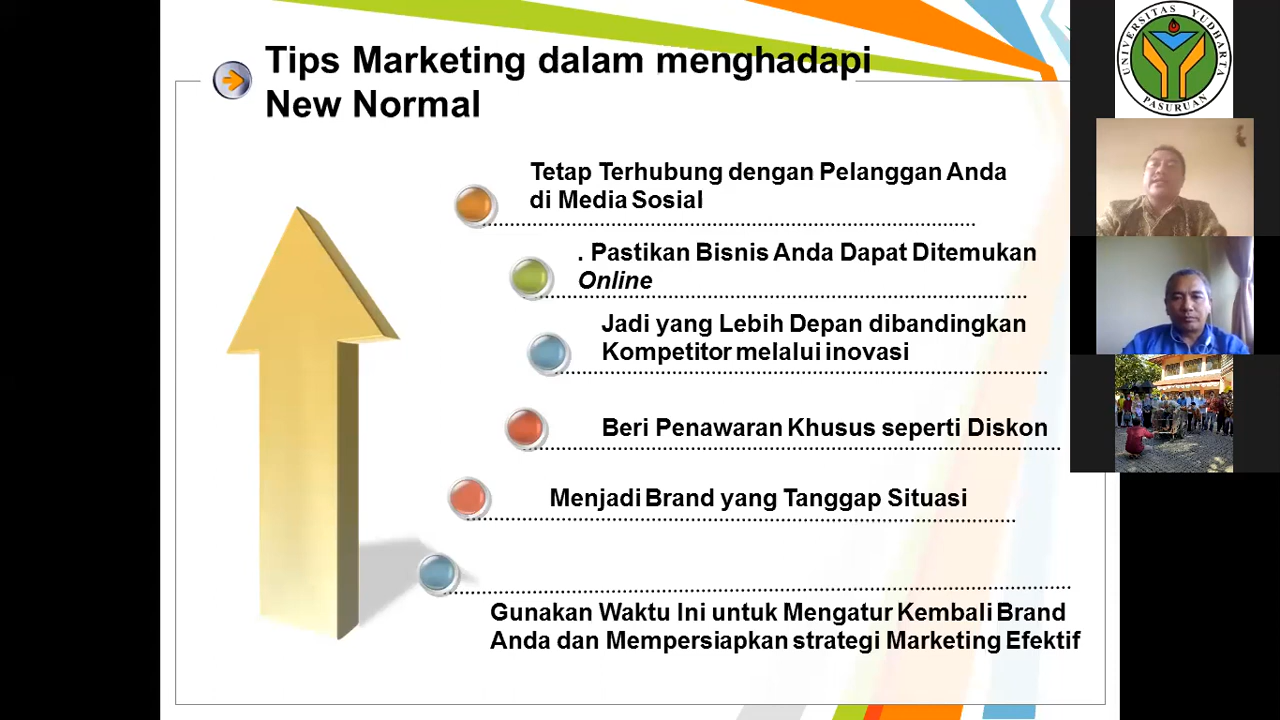 Tips Marketing dalam menghadapi
New Normal
Tetap Terhubung dengan Pelanggan Anda
di Media Sosial
. Pastikan Bisnis Anda Dapat Ditemukan
Online
Jadi yang Lebih Depan dibandingkan
Kompetitor melalui inovasi
Beri Penawaran Khusus seperti Diskon
Menjadi Brand yang Tanggap Situasi
Gunakan Waktu Ini untuk Mengatur Kembali Brand
Anda dan Mempersiapkan strategi Marketing Efektif
UNIVERSITAS YUDHARTA
PASURUAN